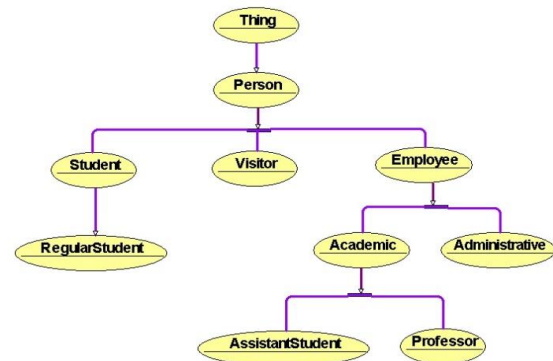 Thing
Person
Student
Visitor
Employee
RegularStudent
Academic
Administrative
AssistantStudent
Professor